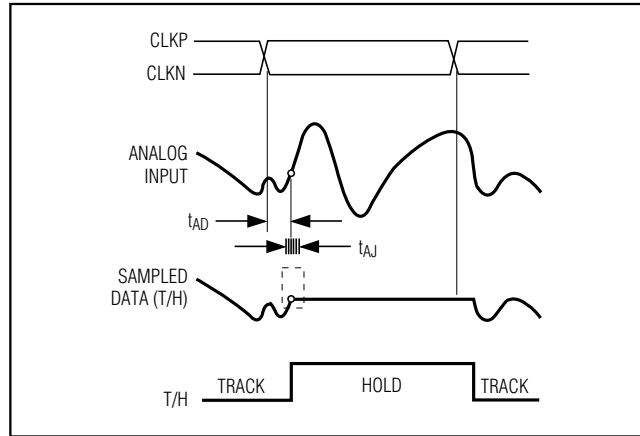 CLKP
CLKN
ANALOG
INPUT
tAD
tAJ
SAMPLED
DATA (T/H)
TRACK
HOLD
TRACK
T/H